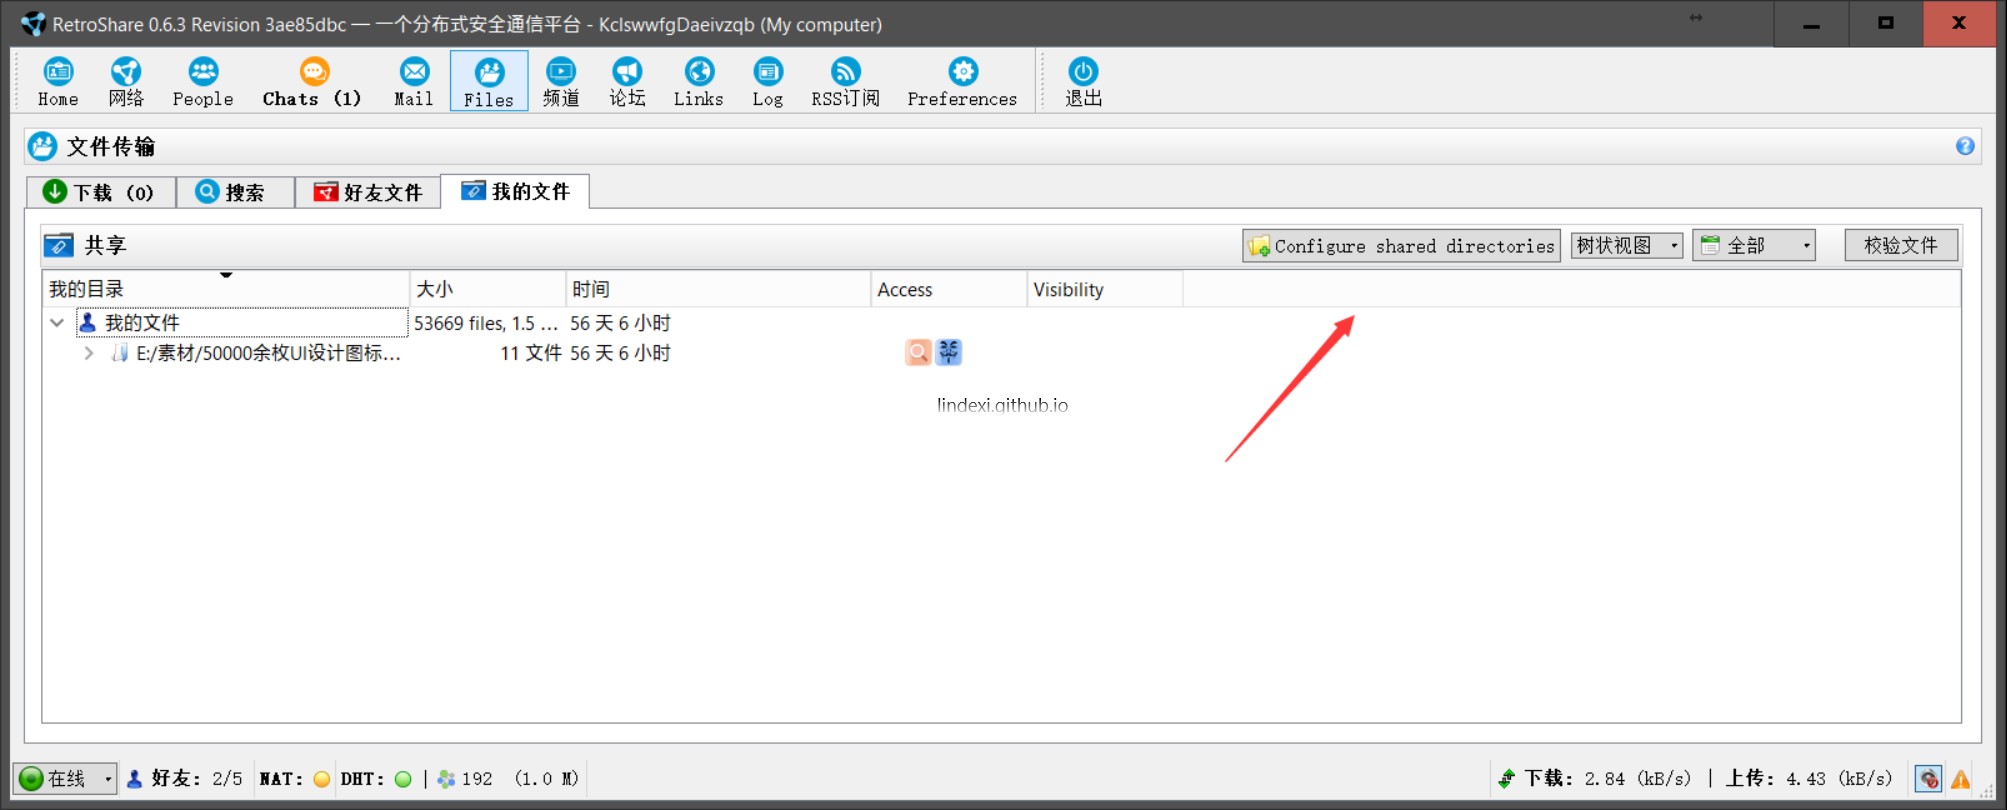 RetroShare 0.6.3 Revision 3ae85dbc — 一个分布式安全通信平台 - KclswwfgDaeivzqb (My computer)
Home 网络 People Chats (1) Mail Files 频道 论坛 Links Log RSS订阅 Preferences 退出
文件传输
下载 (0) 搜索 好友文件 我的文件
共享 Configure shared directories 树状视图 全部 校验文件
我的目录 大小 时间 Access Visibility
我的文件 53669 files, 1.5 ... 56 天 6 小时
E:/素材/50000余枚UI设计图标... 11 文件 56 天 6 小时
lindexi.github.io
在线 好友: 2/5 NAT: DHT: | 192 (1.0 M) 下载: 2.84 (kB/s) | 上传: 4.43 (kB/s)